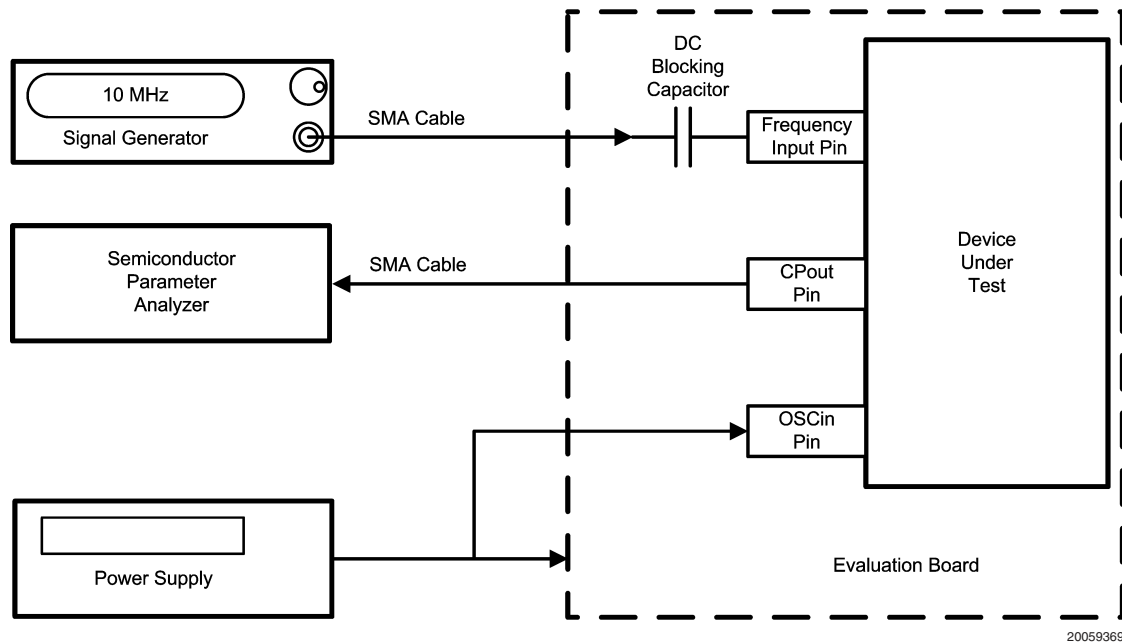 10 MHz
Signal Generator
SMA Cable
DC
Blocking
Capacitor
Frequency
Input Pin
Semiconductor
Parameter
Analyzer
SMA Cable
CPout
Pin
Device
Under
Test
OSCin
Pin
Power Supply
Evaluation Board
20059369